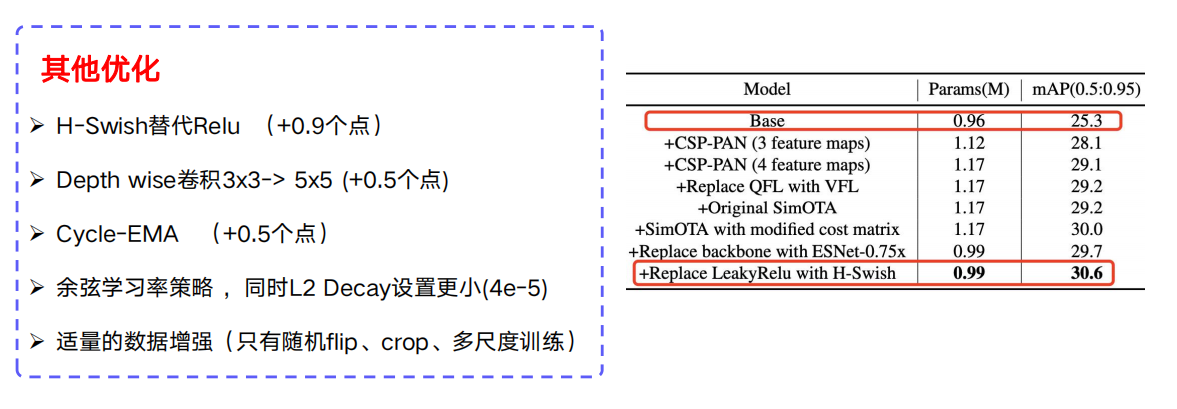 其他优化
➢ H-Swish替代Relu （+0.9个点）
➢ Depth wise卷积3x3-> 5x5 (+0.5个点)
➢ Cycle-EMA （+0.5个点）
➢ 余弦学习率策略 ，同时L2 Decay设置更小(4e-5)
➢ 适量的数据增强（只有随机flip、crop、多尺度训练）
Model Params(M) mAP(0.5:0.95)
Base 0.96 25.3
+CSP-PAN (3 feature maps) 1.12 28.1
+CSP-PAN (4 feature maps) 1.17 29.1
+Replace QFL with VFL 1.17 29.2
+Original SimOTA 1.17 29.2
+SimOTA with modified cost matrix 1.17 30.0
+Replace backbone with ESNet-0.75x 0.99 29.7
+Replace LeakyRelu with H-Swish 0.99 30.6